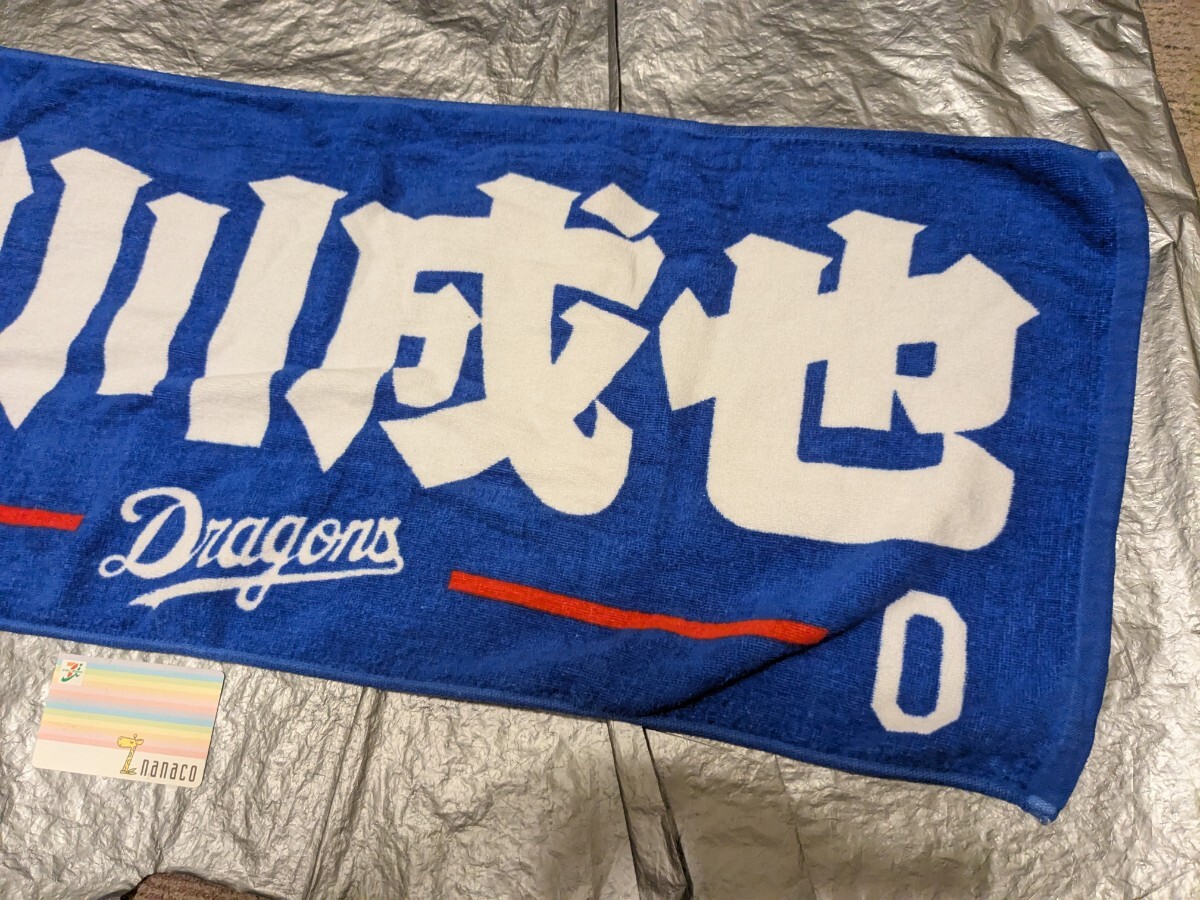 川成也
Dragons
0
nanaco